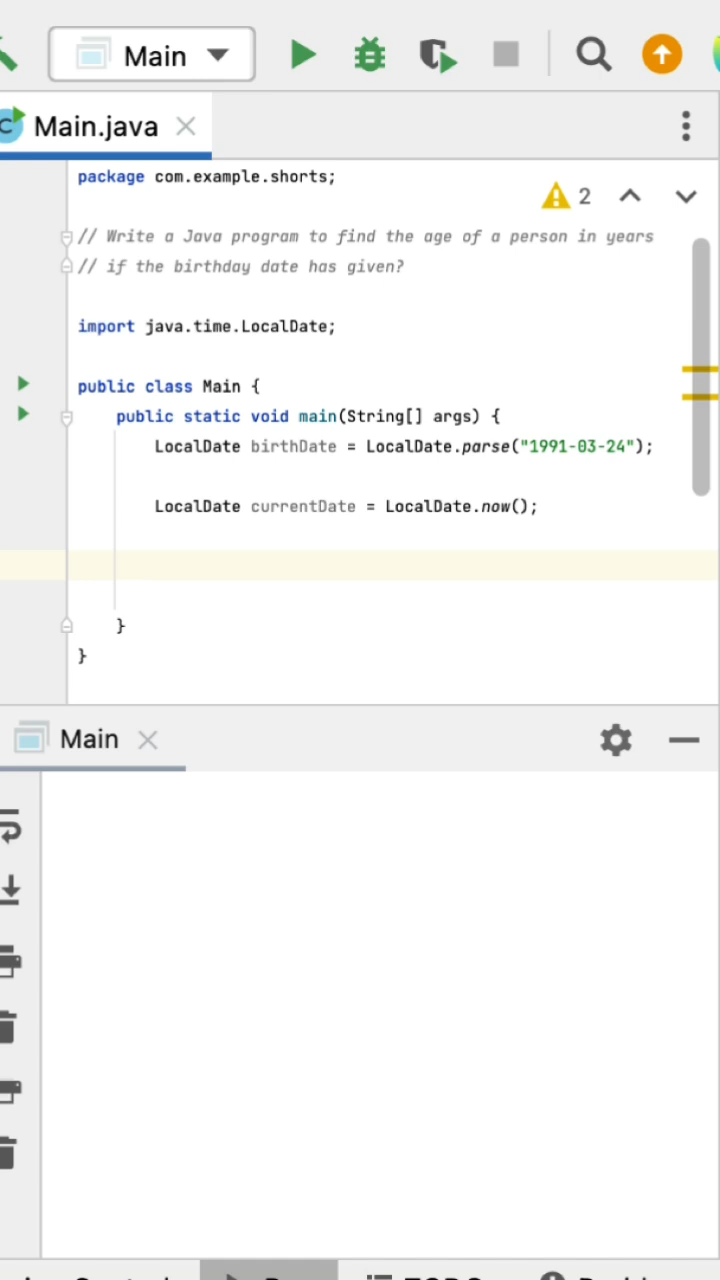 Main
Main.java
package com.example.shorts;
2
// Write a Java program to find the age of a person in years
// if the birthday date has given?
import java.time.LocalDate;
public class Main {
public static void main(String[] args) {
LocalDate birthDate = LocalDate.parse("1991-03-24");
LocalDate currentDate = LocalDate.now();
}
}
Main